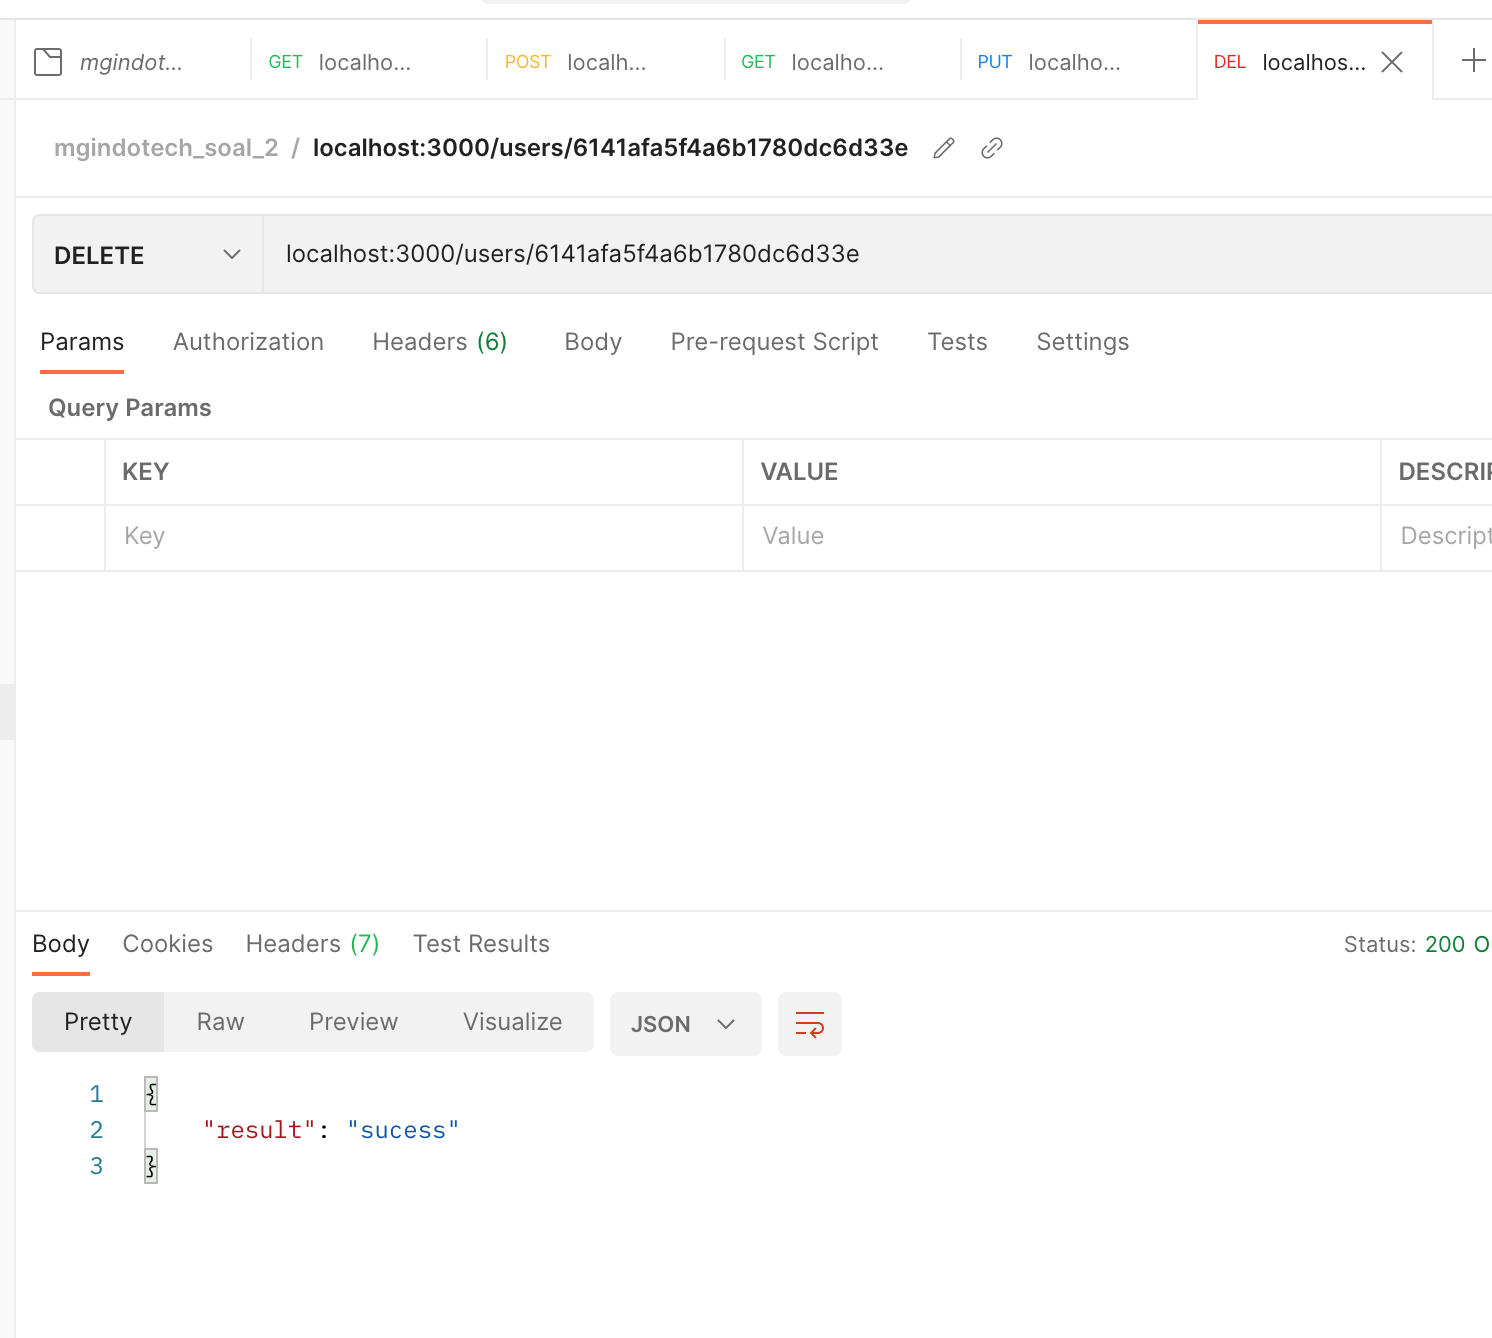 mgindot... GET localho... POST localh... GET localho... PUT localho... DEL localhos...
mgindotech_soal_2 / localhost:3000/users/6141afa5f4a6b1780dc6d33e
DELETE localhost:3000/users/6141afa5f4a6b1780dc6d33e
Params Authorization Headers (6) Body Pre-request Script Tests Settings
Query Params
KEY VALUE DESCRIP
Key Value Descript
Body Cookies Headers (7) Test Results Status: 200 O
Pretty Raw Preview Visualize JSON
1 {
2 "result": "sucess"
3 }